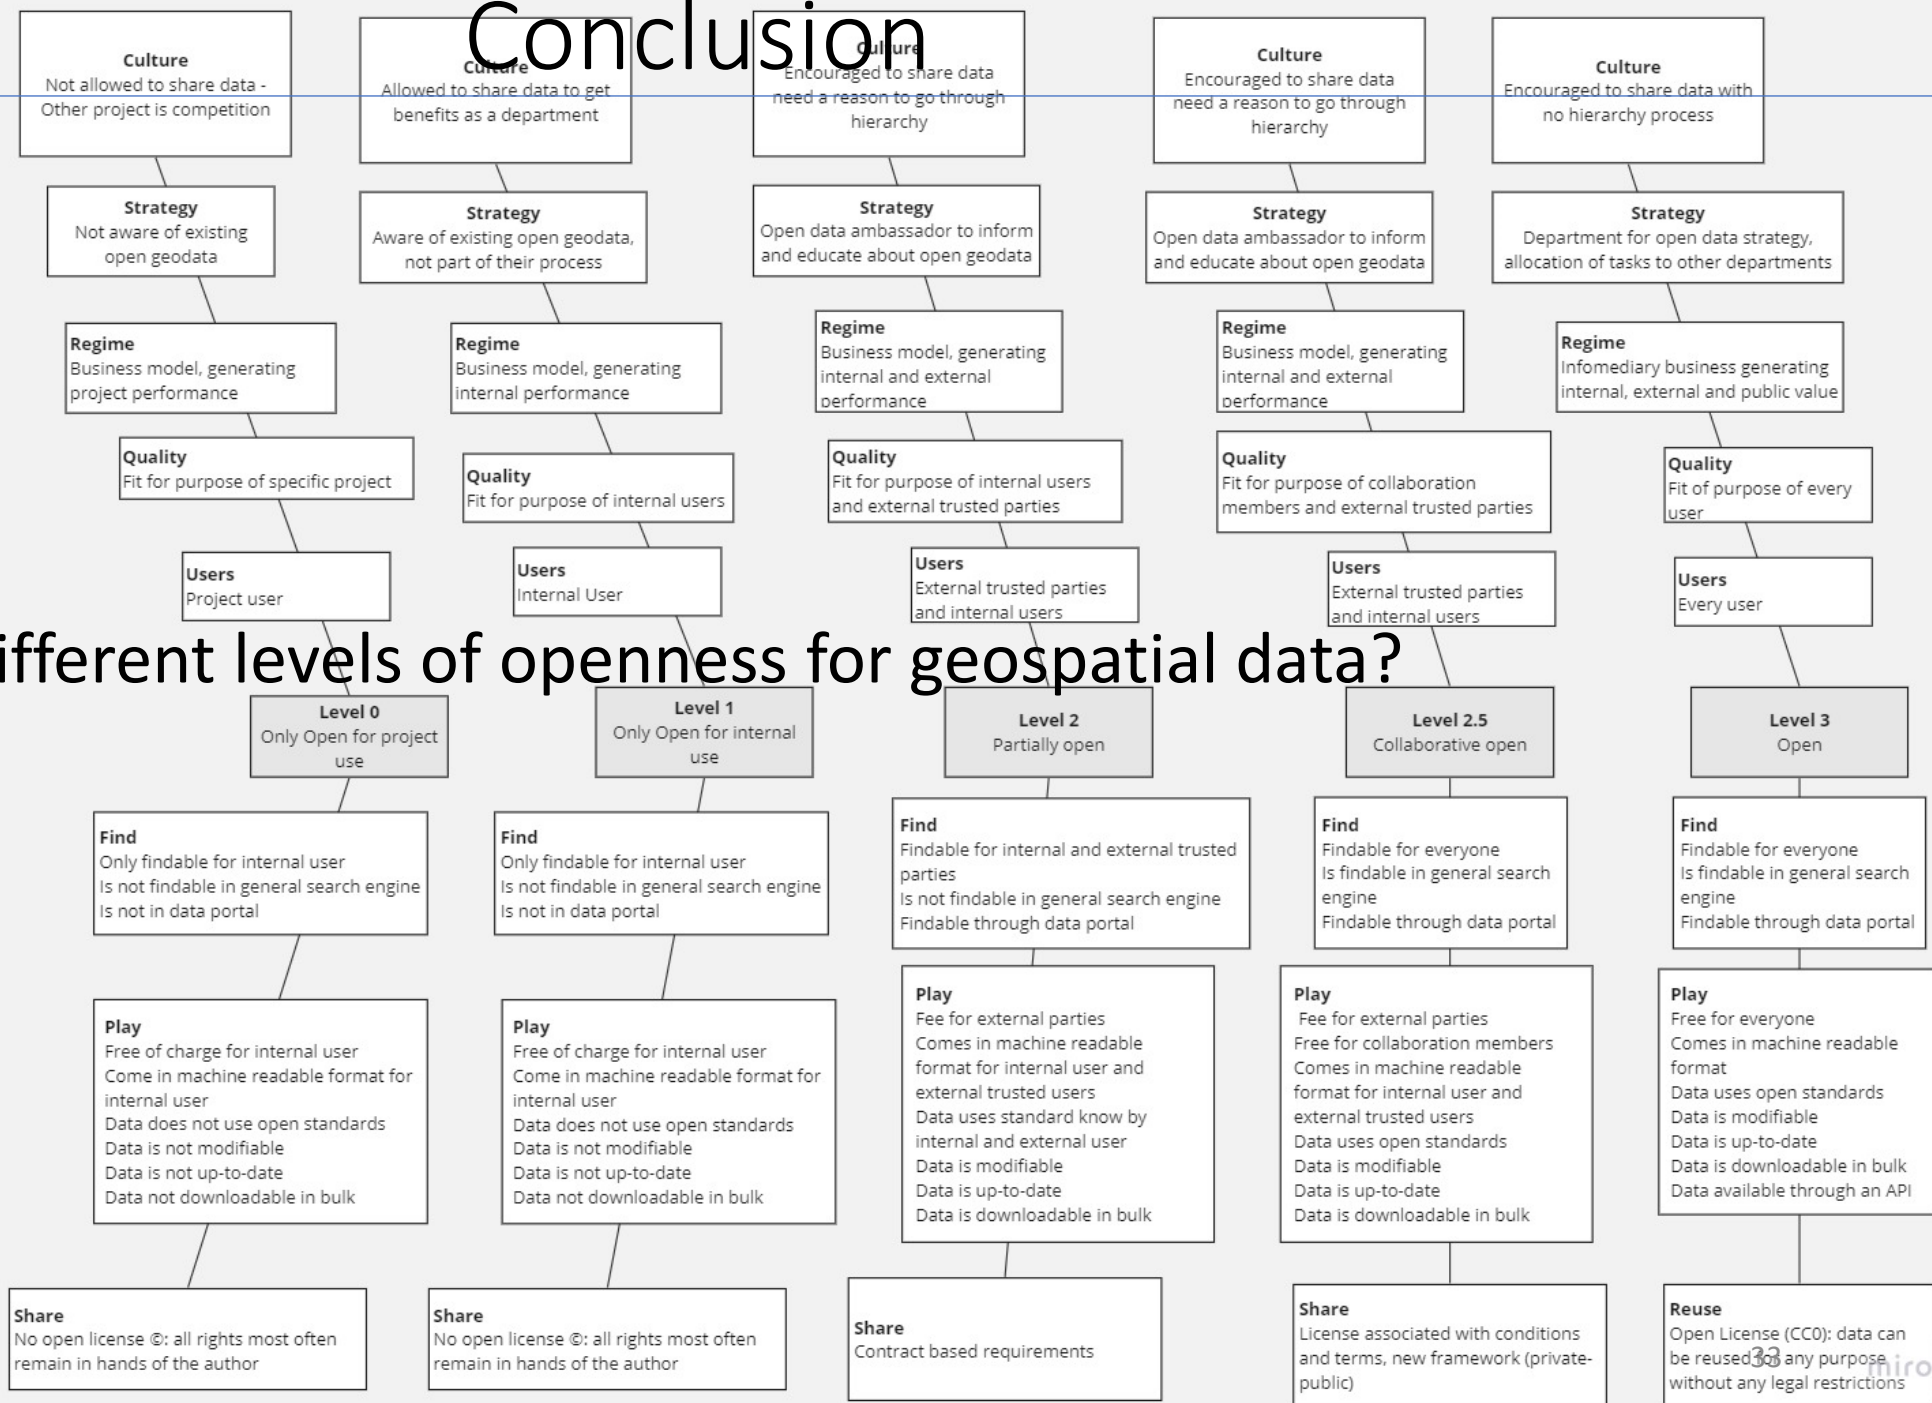 Conclusion
Culture
Not allowed to share data -
Other project is competition
Culture
Allowed to share data to get
benefits as a department
Culture
Encouraged to share data
need a reason to go through
hierarchy
Culture
Encouraged to share data
need a reason to go through
hierarchy
Culture
Encouraged to share data with
no hierarchy process
Strategy
Not aware of existing
open geodata
Strategy
Aware of existing open geodata,
not part of their process
Strategy
Open data ambassador to inform
and educate about open geodata
Strategy
Open data ambassador to inform
and educate about open geodata
Strategy
Department for open data strategy,
allocation of tasks to other departments
Regime
Business model, generating
project performance
Regime
Business model, generating
internal performance
Regime
Business model, generating
internal and external
performance
Regime
Business model, generating
internal and external
performance
Regime
Infomediary business generating
internal, external and public value
Quality
Fit for purpose of specific project
Quality
Fit for purpose of internal users
Quality
Fit for purpose of internal users
and external trusted parties
Quality
Fit for purpose of collaboration
members and external trusted parties
Quality
Fit of purpose of every
user
Users
Project user
Users
Internal User
Users
External trusted parties
and internal users
Users
External trusted parties
and internal users
Users
Every user
ifferent levels of openness for geospatial data?
Level 0
Only Open for project
use
Level 1
Only Open for internal
use
Level 2
Partially open
Level 2.5
Collaborative open
Level 3
Open
Find
Only findable for internal user
Is not findable in general search engine
Is not in data portal
Find
Only findable for internal user
Is not findable in general search engine
Is not in data portal
Find
Findable for internal and external trusted
parties
Is not findable in general search engine
Findable through data portal
Find
Findable for everyone
Is findable in general search
engine
Findable through data portal
Find
Findable for everyone
Is findable in general search
engine
Findable through data portal
Play
Free of charge for internal user
Come in machine readable format for
internal user
Data does not use open standards
Data is not modifiable
Data is not up-to-date
Data not downloadable in bulk
Play
Free of charge for internal user
Come in machine readable format for
internal user
Data does not use open standards
Data is not modifiable
Data is not up-to-date
Data not downloadable in bulk
Play
Fee for external parties
Comes in machine readable
format for internal user and
external trusted users
Data uses standard know by
internal and external user
Data is modifiable
Data is up-to-date
Data is downloadable in bulk
Play
Fee for external parties
Free for collaboration members
Comes in machine readable
format for internal user and
external trusted users
Data uses open standards
Data is modifiable
Data is up-to-date
Data is downloadable in bulk
Play
Free for everyone
Comes in machine readable
format
Data uses open standards
Data is modifiable
Data is up-to-date
Data is downloadable in bulk
Data available through an API
Share
No open license ©: all rights most often
remain in hands of the author
Share
No open license ©: all rights most often
remain in hands of the author
Share
Contract based requirements
Share
License associated with conditions
and terms, new framework (private-
public)
Reuse
Open License (CC0): data can
be reused for any purpose
without any legal restrictions
33
miro